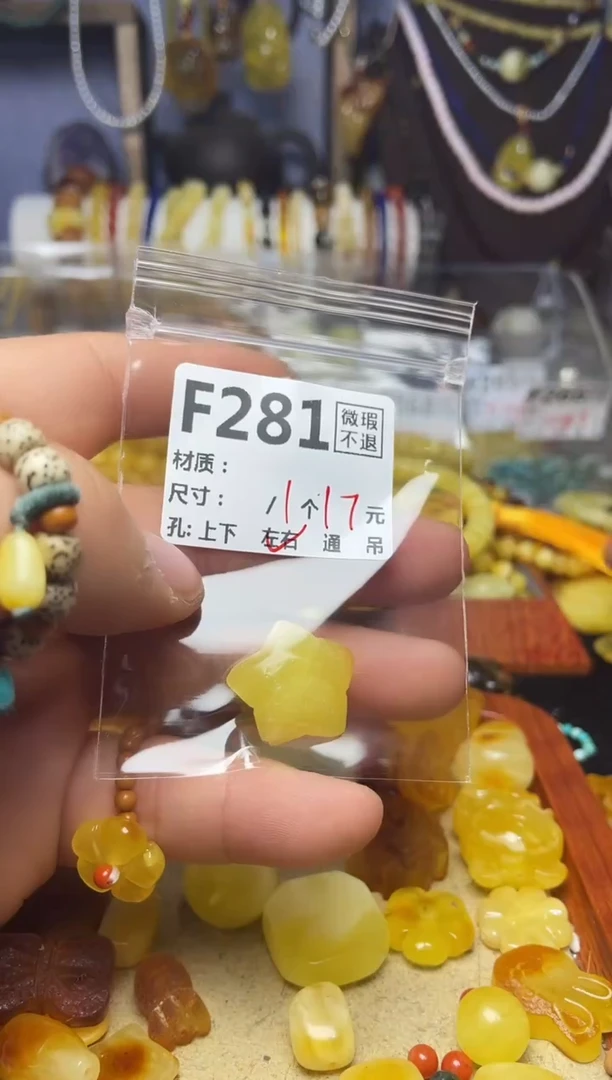 F281
微瑕
不退
材质：
尺寸： /1个17元
孔: 上下 左右 通 吊